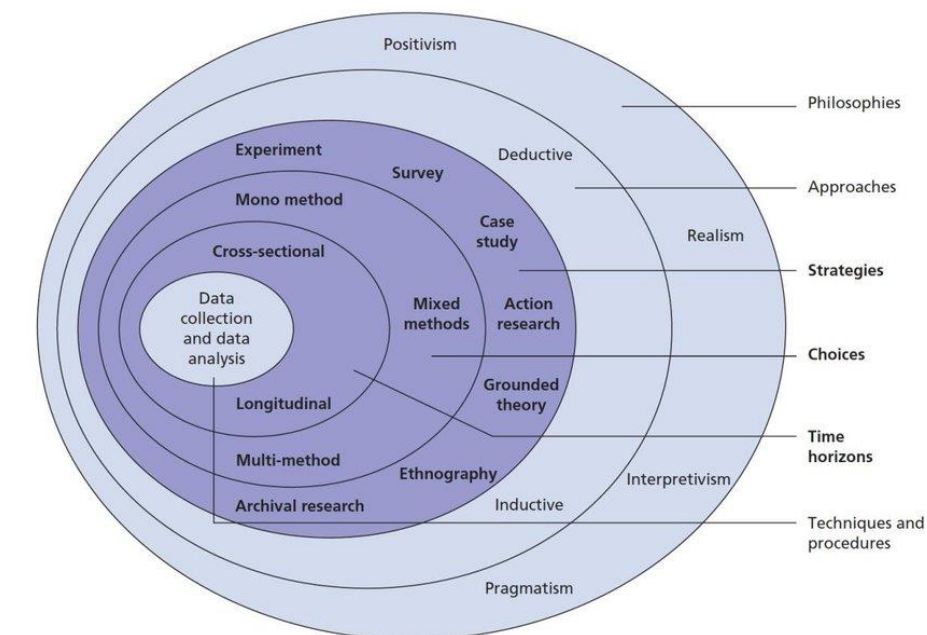 Positivism
Philosophies
Experiment
Deductive
Survey
Approaches
Mono method
Case
study
Realism
Cross-sectional
Strategies
Data
collection
and data
analysis
Mixed
methods
Action
research
Choices
Grounded
theory
Longitudinal
Time
horizons
Multi-method
Ethnography
Interpretivism
Archival research
Inductive
Techniques and
procedures
Pragmatism